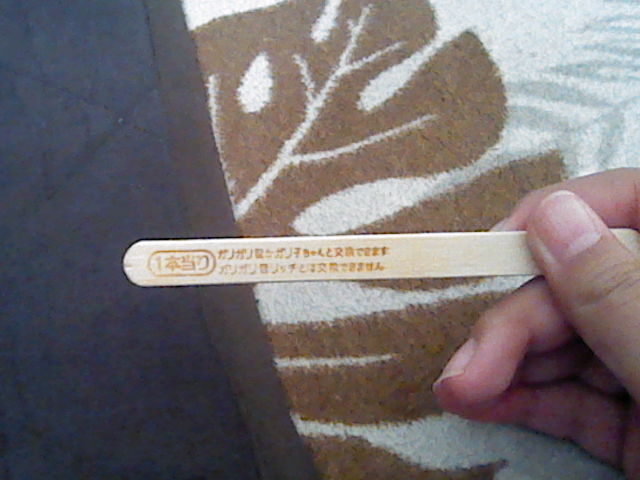 1本当り
ガリガリ君かガリ子ちゃんと交換できます
ガリガリ君リッチとは交換できません